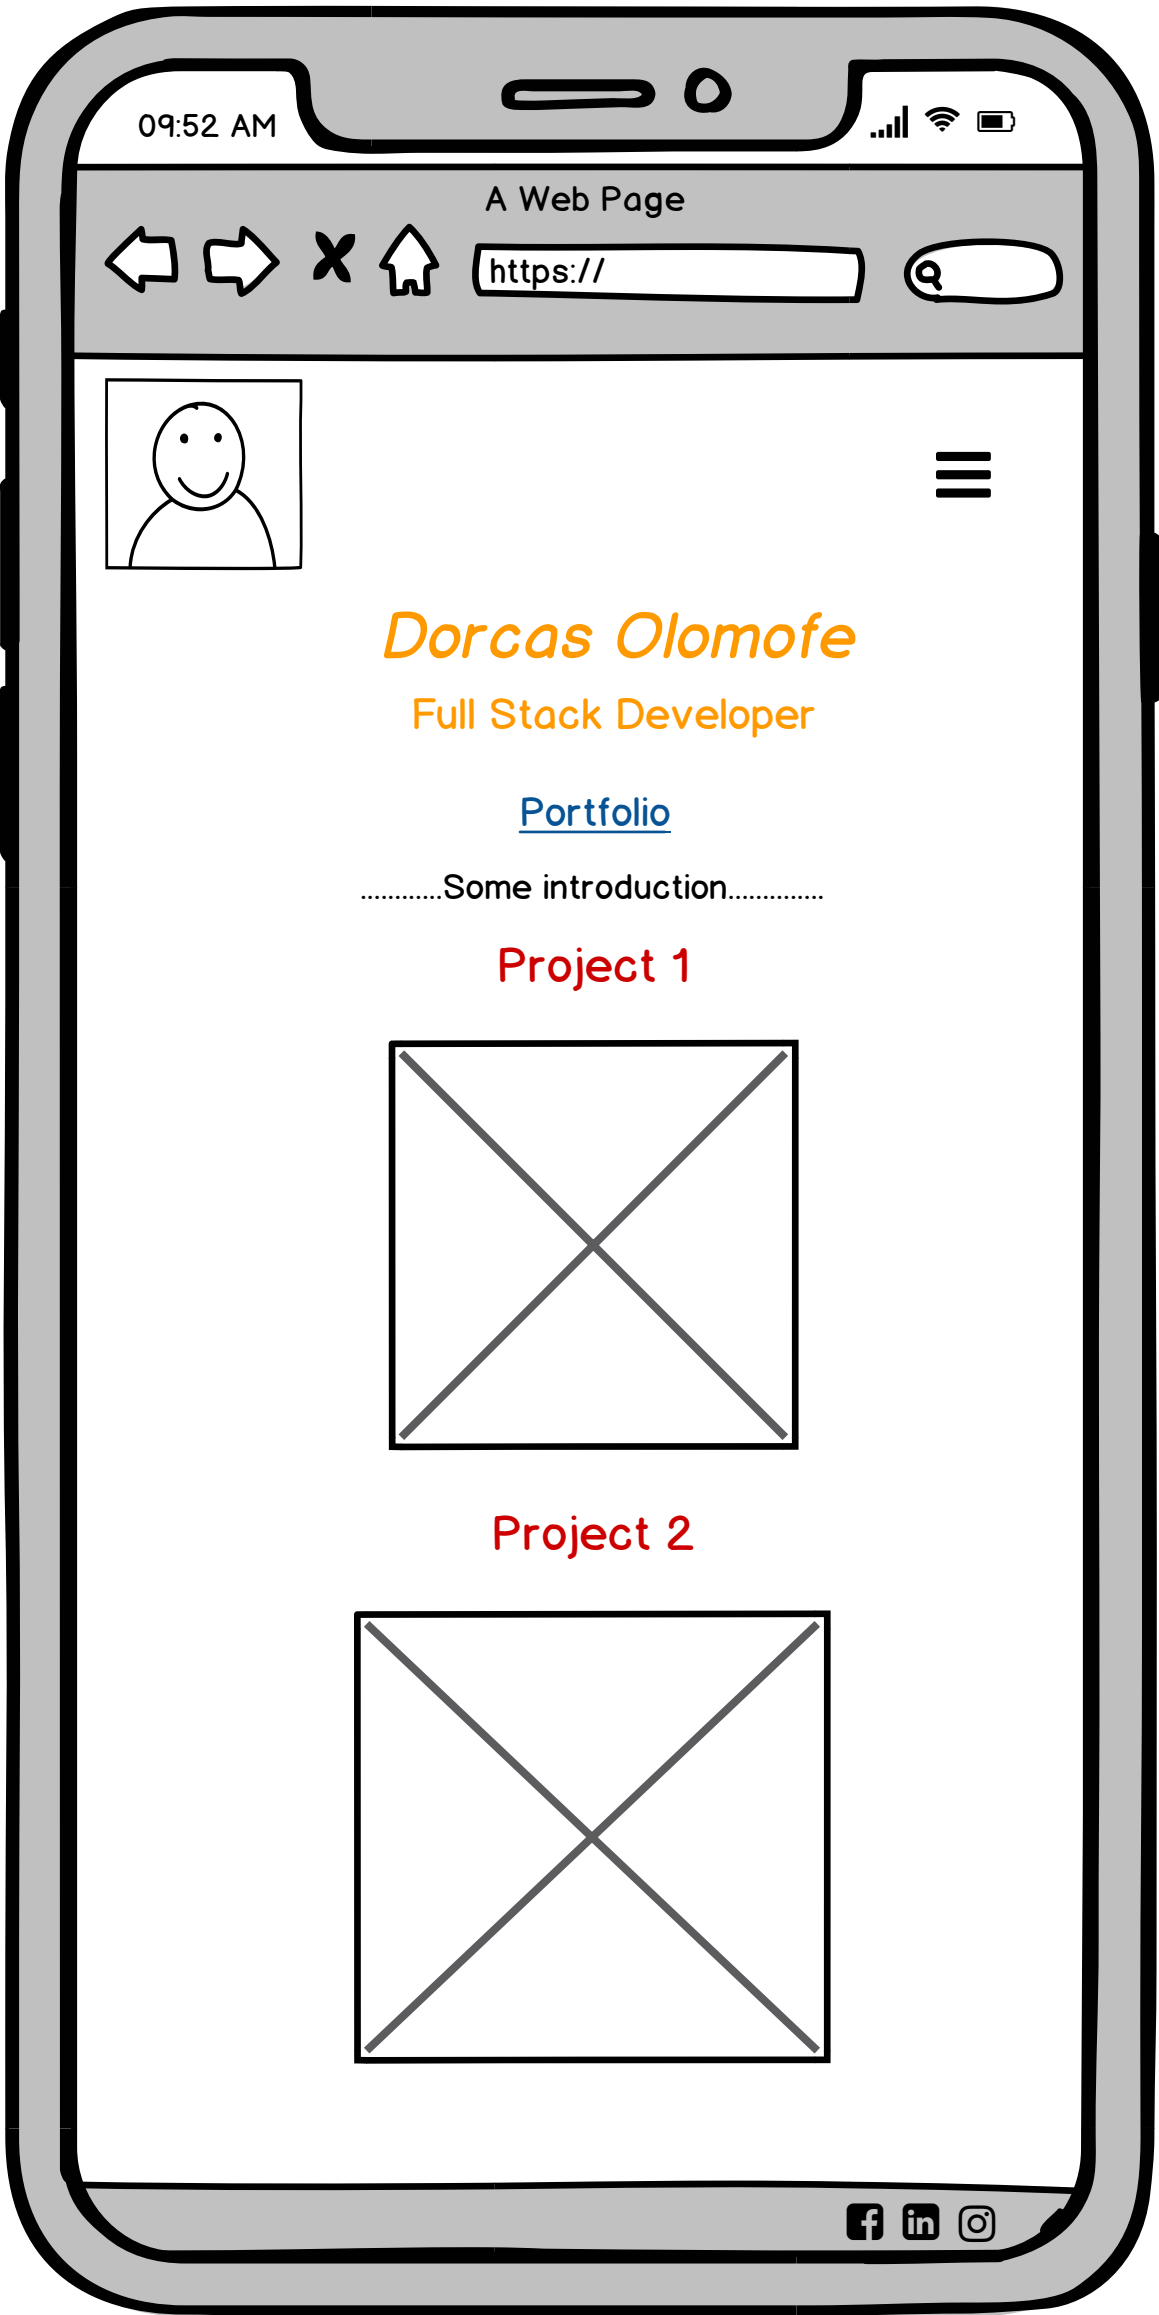 09:52 AM
A Web Page
https://
Dorcas Olomofe
Full Stack Developer
Portfolio
...........Some introduction..............
Project 1
Project 2